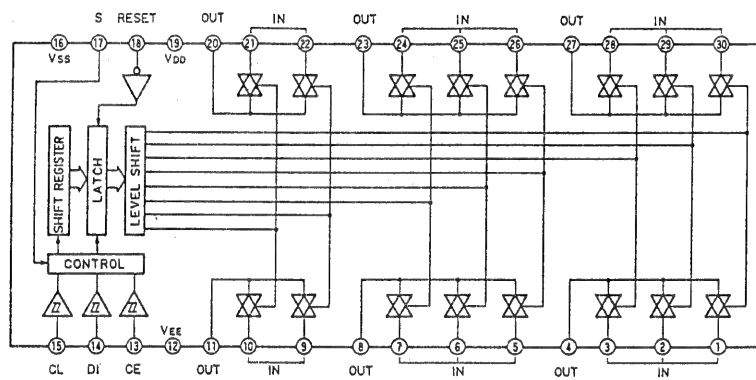 S RESET OUT IN OUT IN OUT IN
16 17 18 19 20 21 22 23 24 25 26 27 28 29 30
VSS VDD
SHIFT REGISTER
LATCH
LEVEL SHIFT
CONTROL
VEE
15 14 13 12 11 10 9 8 7 6 5 4 3 2 1
CL DI CE OUT IN OUT IN OUT IN